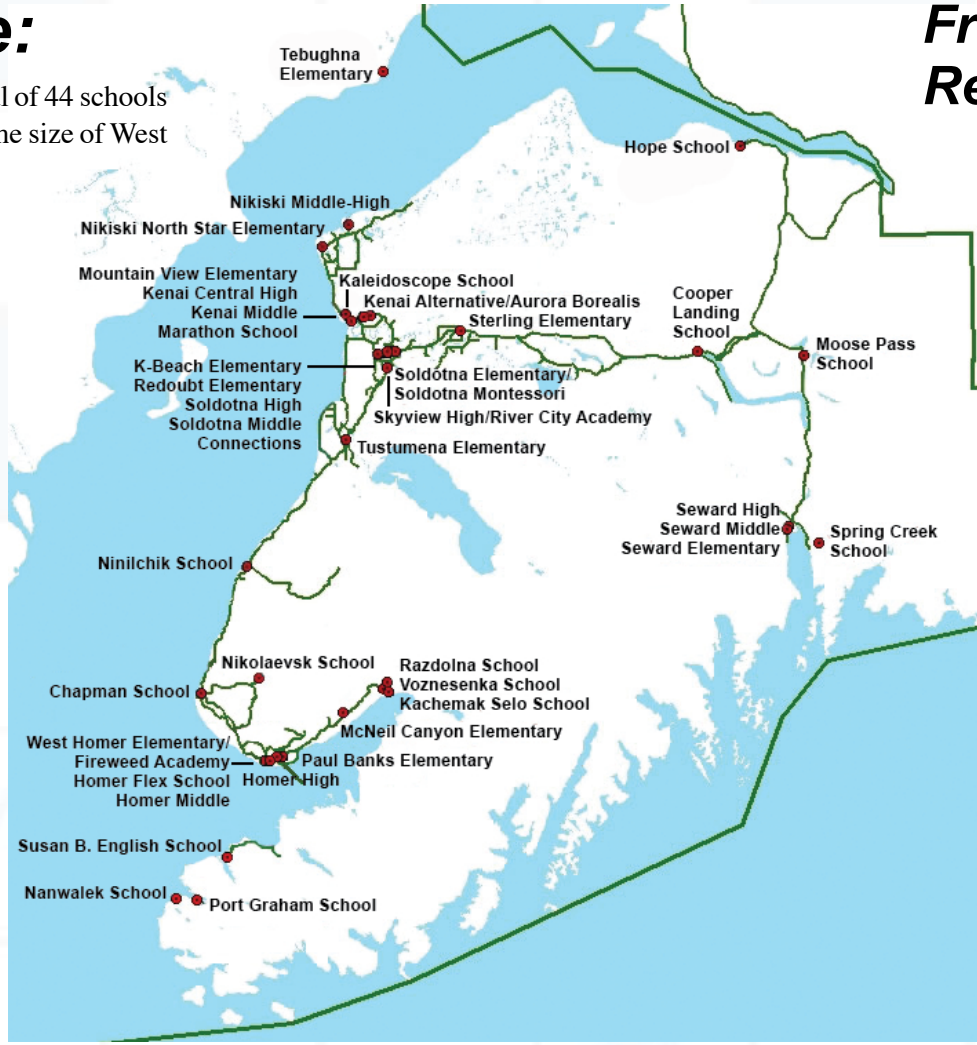 e:
l of 44 schools
he size of West
Fr
Re
Tebughna
Elementary
Hope School
Nikiski Middle-High
Nikiski North Star Elementary
Mountain View Elementary
Kenai Central High
Kenai Middle
Marathon School
Kaleidoscope School
Kenai Alternative/Aurora Borealis
Sterling Elementary
Cooper
Landing
School
Moose Pass
School
K-Beach Elementary
Redoubt Elementary
Soldotna High
Soldotna Middle
Connections
Soldotna Elementary/
Soldotna Montessori
Skyview High/River City Academy
Tustumena Elementary
Seward High
Seward Middle
Seward Elementary
Spring Creek
School
Ninilchik School
Nikolaevsk School
Chapman School
Razdolna School
Voznesenka School
Kachemak Selo School
McNeil Canyon Elementary
West Homer Elementary/
Fireweed Academy
Homer Flex School
Homer Middle
Paul Banks Elementary
Homer High
Susan B. English School
Nanwalek School
Port Graham School